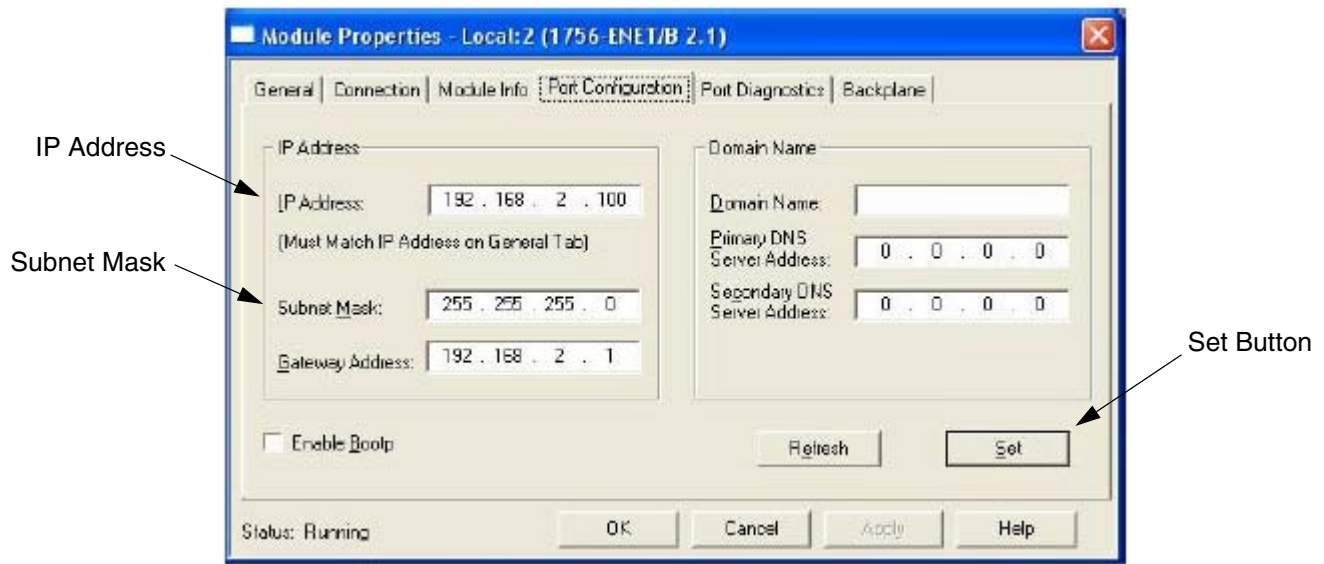 Module Properties - Local:2 (1756-ENET/B 2.1)
General Connection Module Info Port Configuration Port Diagnostics Backplane
IP Address
IP Address
IP Address: 192 . 168 . 2 . 100
(Must Match IP Address on General Tab)
Subnet Mask
Subnet Mask: 255 . 255 . 255 . 0
Gateway Address: 192 . 168 . 2 . 1
Enable Bootp
Domain Name
Domain Name:
Primary DNS
Server Address: 0 . 0 . 0 . 0
Secondary DNS
Server Address: 0 . 0 . 0 . 0
Set Button
Refresh Set
Status: Running OK Cancel Apply Help